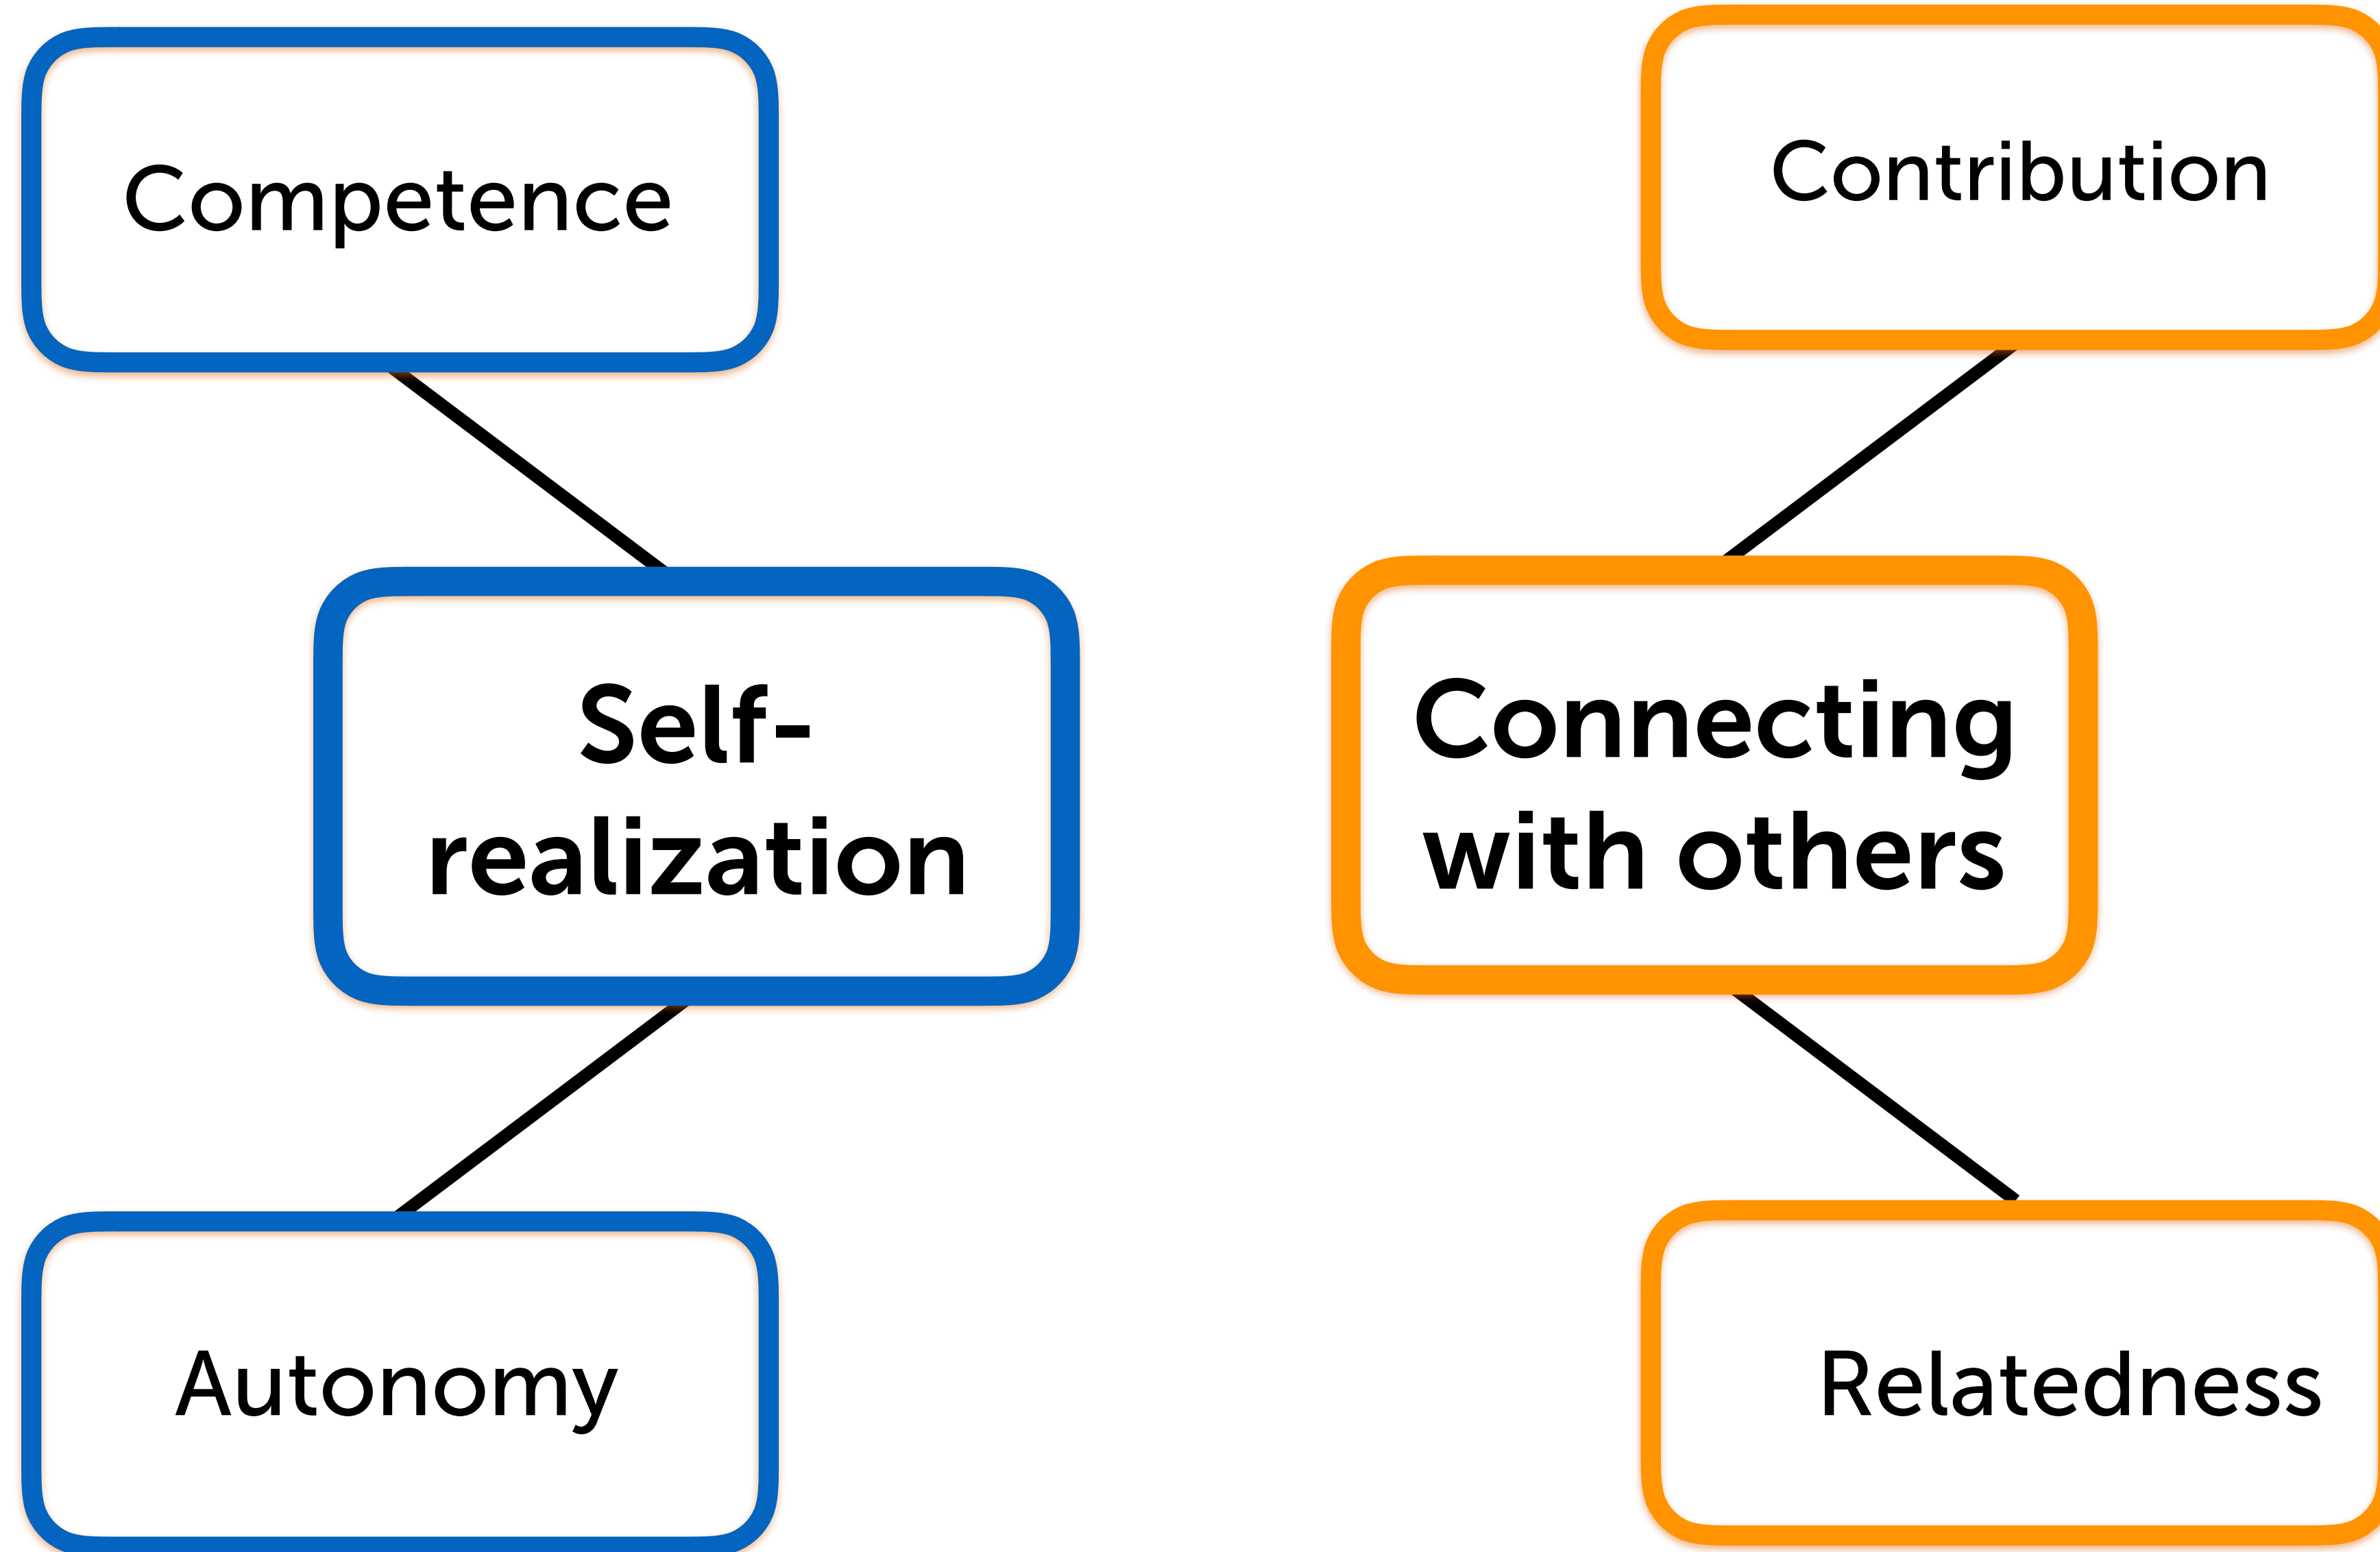 Competence
Contribution
Self-
realization
Connecting
with others
Autonomy
Relatedness